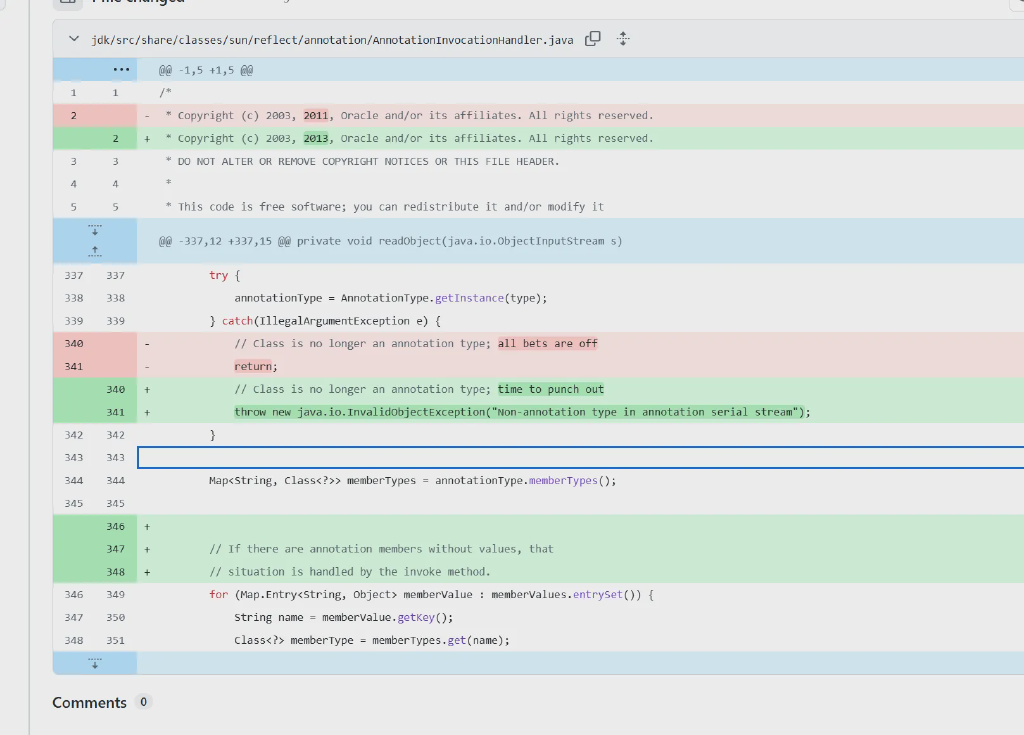 jdk/src/share/classes/sun/reflect/annotation/AnnotationInvocationHandler.java
@@ -1,5 +1,5 @@
1 1 /*
2 - * Copyright (c) 2003, 2011, Oracle and/or its affiliates. All rights reserved.
2 + * Copyright (c) 2003, 2013, Oracle and/or its affiliates. All rights reserved.
3 3 * DO NOT ALTER OR REMOVE COPYRIGHT NOTICES OR THIS FILE HEADER.
4 4 *
5 5 * This code is free software; you can redistribute it and/or modify it
@@ -337,12 +337,15 @@ private void readObject(java.io.ObjectInputStream s)
337 337 try {
338 338 annotationType = AnnotationType.getInstance(type);
339 339 } catch(IllegalArgumentException e) {
340 - // Class is no longer an annotation type; all bets are off
341 - return;
340 + // Class is no longer an annotation type; time to punch out
341 + throw new java.io.InvalidObjectException("Non-annotation type in annotation serial stream");
342 342 }
343 343
344 344 Map<String, Class<?>> memberTypes = annotationType.memberTypes();
345 345
346 +
347 + // If there are annotation members without values, that
348 + // situation is handled by the invoke method.
346 349 for (Map.Entry<String, Object> memberValue : memberValues.entrySet()) {
347 350 String name = memberValue.getKey();
348 351 Class<?> memberType = memberTypes.get(name);
Comments 0